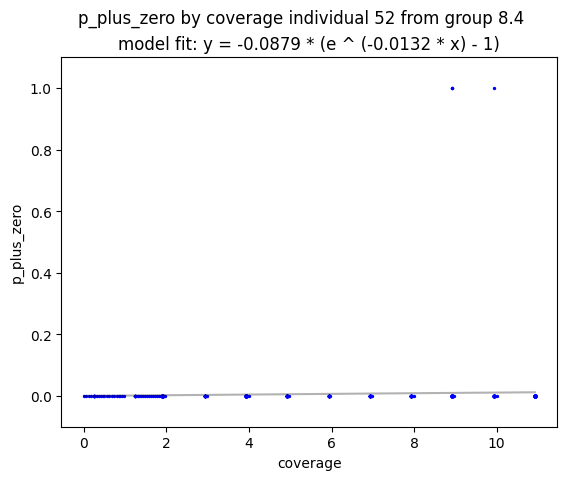 p_plus_zero by coverage individual 52 from group 8.4
model fit: y = -0.0879 * (e ^ (-0.0132 * x) - 1)
1.0
0.8
0.6
0.4
0.2
0.0
p_plus_zero
0 2 4 6 8 10
coverage